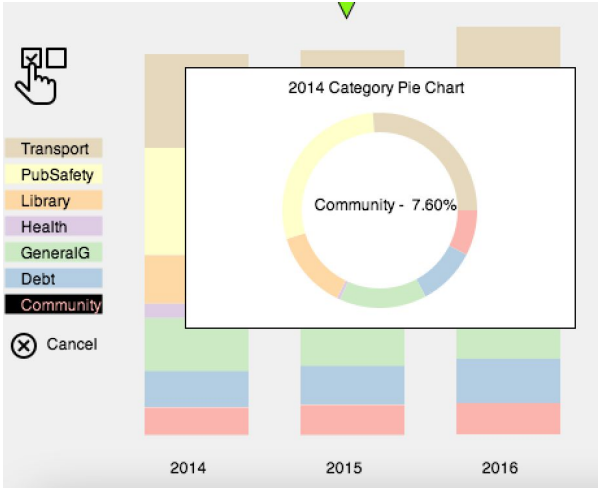 2014 Category Pie Chart
Community - 7.60%
Transport
PubSafety
Library
Health
GeneralG
Debt
Community
Cancel
2014
2015
2016